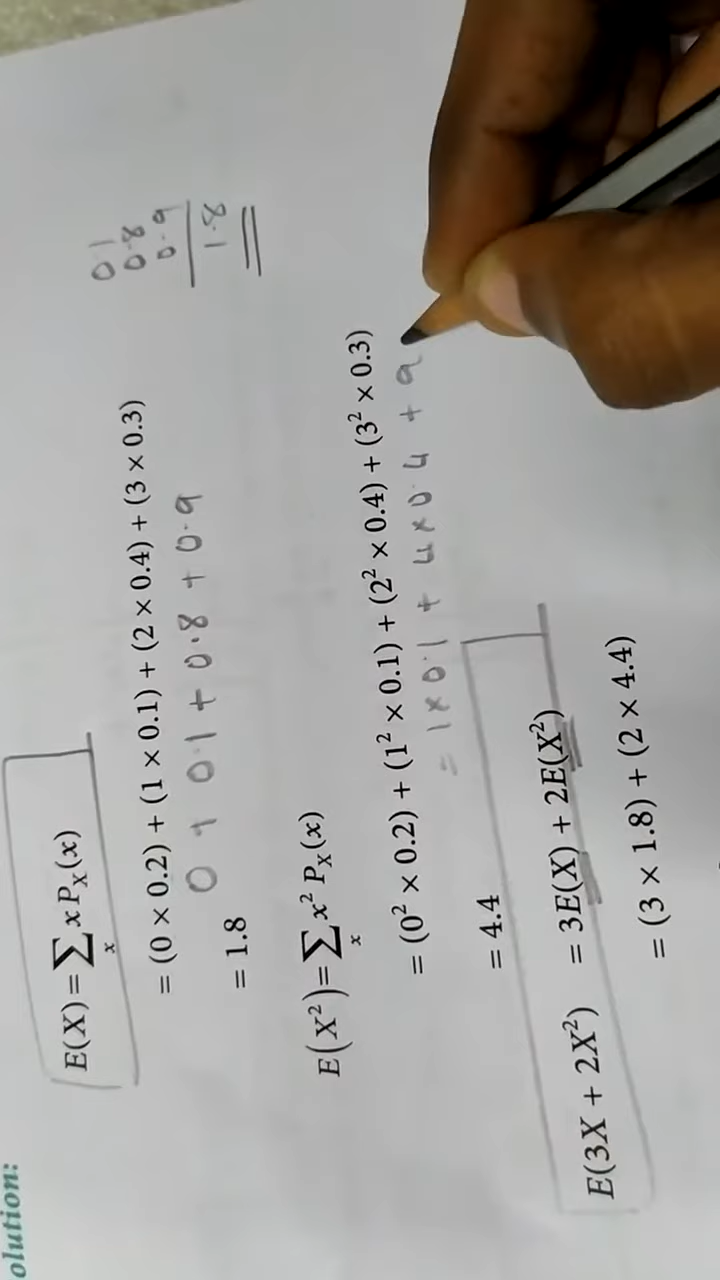 olution:
E(X) = ∑ₓ x Pₓ(x)
= (0 × 0.2) + (1 × 0.1) + (2 × 0.4) + (3 × 0.3)
0 + 0.1 + 0.8 + 0.9
= 1.8
0.1
0.8
0.9
1.8
E(X²) = ∑ₓ x² Pₓ(x)
= (0² × 0.2) + (1² × 0.1) + (2² × 0.4) + (3² × 0.3)
= 1×0.1 + 4×0.4 + 9
= 4.4
E(3X + 2X²) = 3E(X) + 2E(X²)
= (3 × 1.8) + (2 × 4.4)